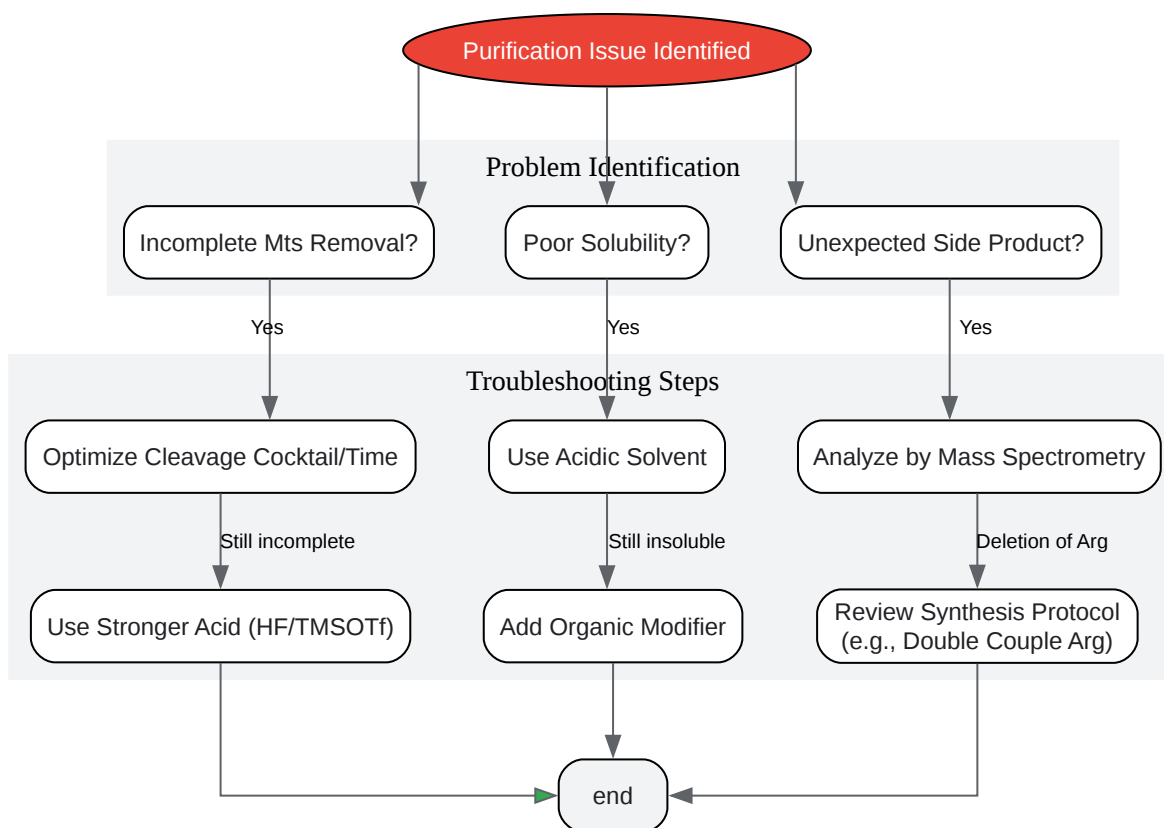 Purification Issue Identified
Problem Identification
Incomplete Mts Removal?
Poor Solubility?
Unexpected Side Product?
Yes
Yes
Yes
Troubleshooting Steps
Optimize Cleavage Cocktail/Time
Use Acidic Solvent
Analyze by Mass Spectrometry
Still incomplete
Still insoluble
Deletion of Arg
Use Stronger Acid (HF/TMSOTf)
Add Organic Modifier
Review Synthesis Protocol
(e.g., Double Couple Arg)
end